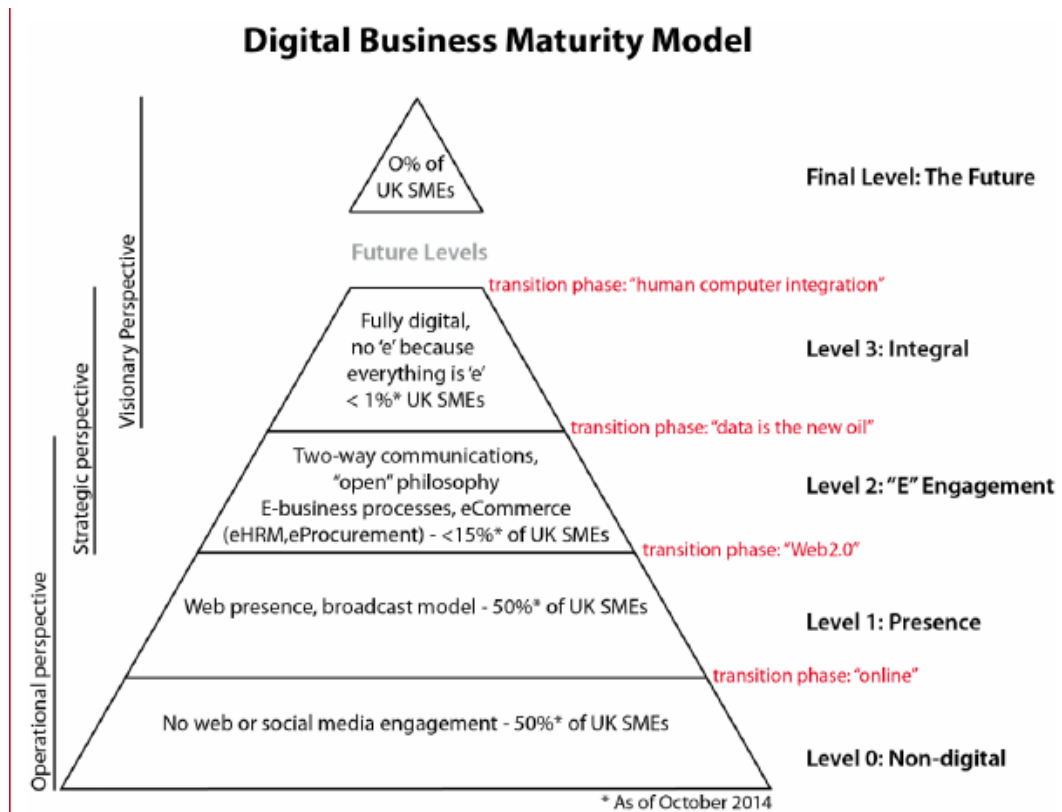 Digital Business Maturity Model
O% of
UK SMEs
Final Level: The Future
Future Levels
transition phase: "human computer integration"
Fully digital,
no 'e' because
everything is 'e'
< 1%* UK SMEs
Level 3: Integral
transition phase: "data is the new oil"
Two-way communications,
"open" philosophy
E-business processes, eCommerce
(eHRM,eProcurement) - <15%* of UK SMEs
Level 2: "E" Engagement
transition phase: "Web2.0"
Web presence, broadcast model - 50%* of UK SMEs
Level 1: Presence
transition phase: "online"
No web or social media engagement - 50%* of UK SMEs
Level 0: Non-digital
* As of October 2014
Visionary Perspective
Strategic perspective
Operational perspective